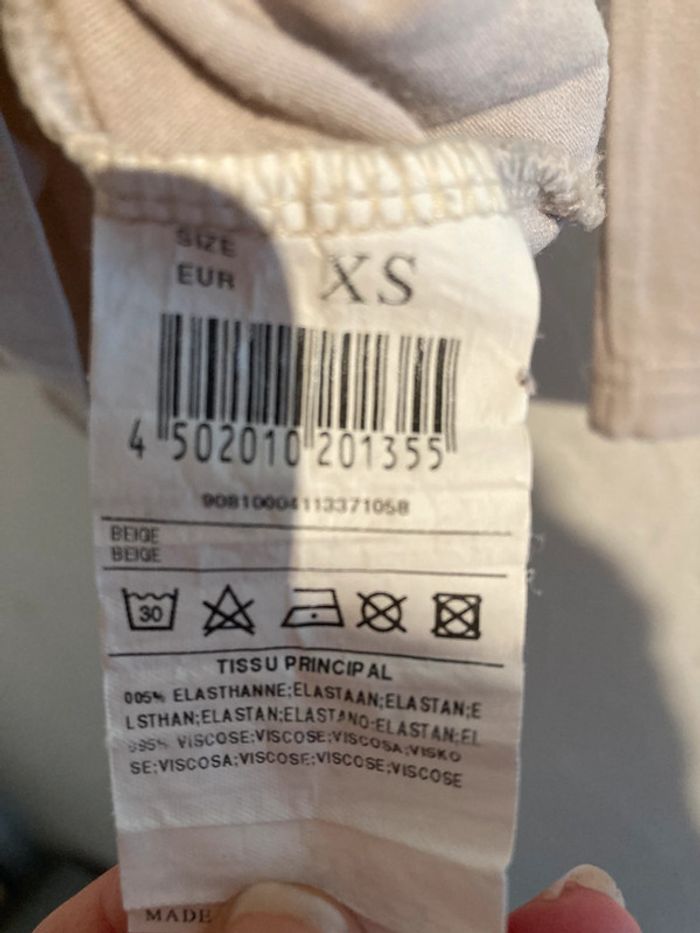 SIZE
EUR XS
4 502010 201355
90810004113371058
BEIGE
BEIGE
30
TISSU PRINCIPAL
005% ELASTHANNE;ELASTAAN;ELASTAN;E
LSTHAN;ELASTAN;ELASTANO;ELASTAN;EL
095% VISCOSE;VISCOSE;VISCOSA;VISKO
SE;VISCOSA;VISCOSE;VISCOSE;VISCOSE
MADE